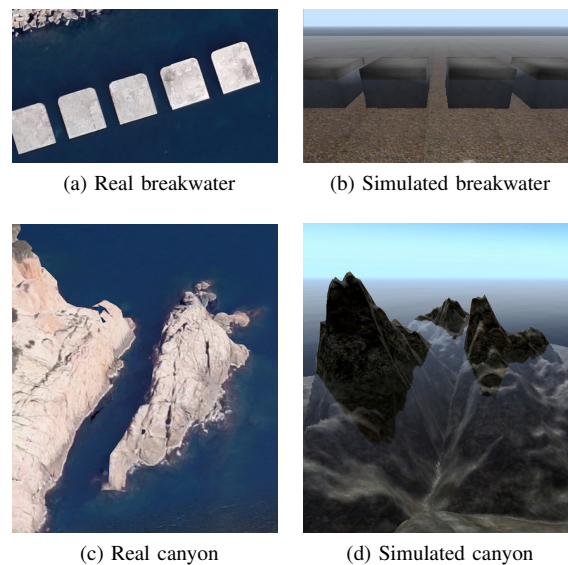 (a) Real breakwater
(b) Simulated breakwater
(c) Real canyon
(d) Simulated canyon